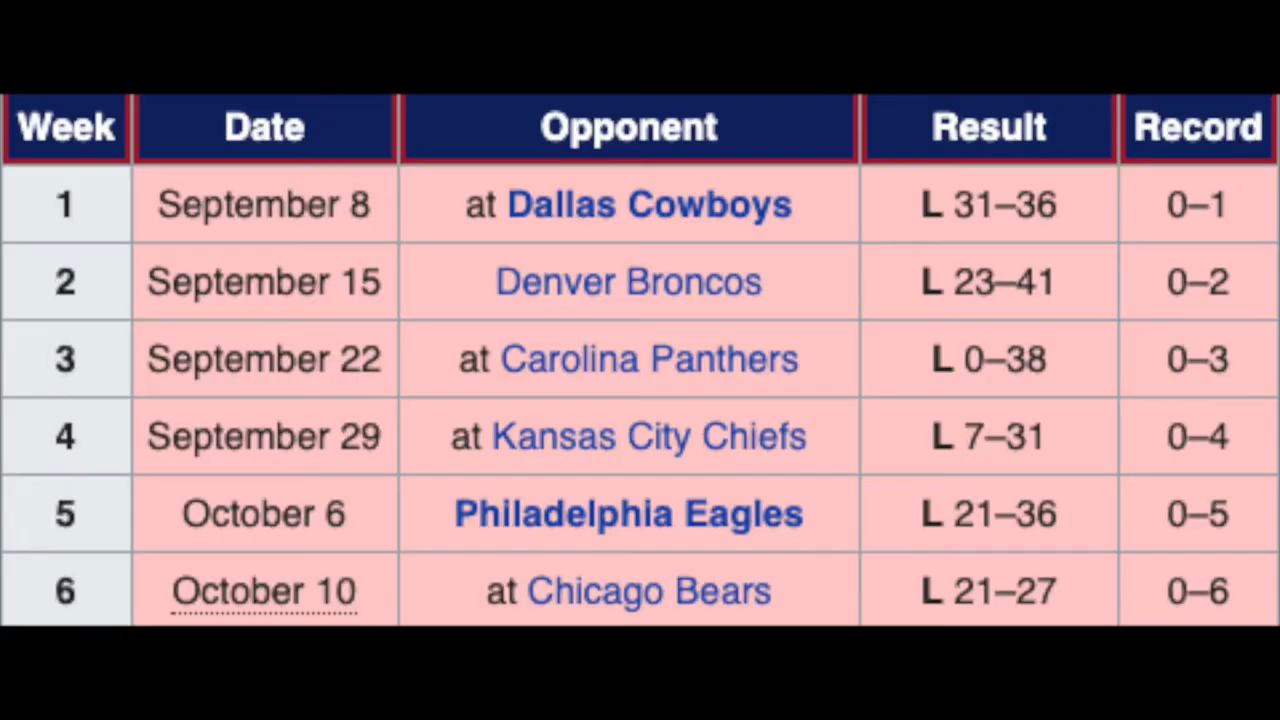 Week Date Opponent Result Record
1 September 8 at Dallas Cowboys L 31–36 0–1
2 September 15 Denver Broncos L 23–41 0–2
3 September 22 at Carolina Panthers L 0–38 0–3
4 September 29 at Kansas City Chiefs L 7–31 0–4
5 October 6 Philadelphia Eagles L 21–36 0–5
6 October 10 at Chicago Bears L 21–27 0–6